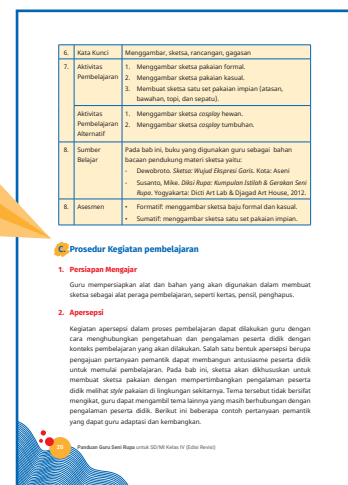 6. Kata Kunci Menggambar, sketsa, rancangan, gagasan
7. Aktivitas Pembelajaran 1. Menggambar sketsa pakaian formal.
2. Menggambar sketsa pakaian kasual.
3. Membuat sketsa satu set pakaian impian (atasan,
bawahan, topi, dan sepatu).
Aktivitas Pembelajaran Alternatif 1. Menggambar sketsa cosplay hewan.
2. Menggambar sketsa cosplay tumbuhan.
8. Sumber Belajar Pada bab ini, buku yang digunakan guru sebagai bahan
bacaan pendukung materi sketsa yaitu:
- Dewobroto. Sketsa: Wujud Ekspresi Garis. Kota: Aseni
- Susanto, Mike. Diksi Rupa: Kumpulan Istilah & Gerakan Seni
Rupa. Yogyakarta: Dicti Art Lab & Djagad Art House, 2012.
8. Asesmen • Formatif: menggambar sketsa baju formal dan kasual.
• Sumatif: menggambar sketsa satu set pakaian impian.
C. Prosedur Kegiatan pembelajaran
1. Persiapan Mengajar
Guru mempersiapkan alat dan bahan yang akan digunakan dalam membuat
sketsa sebagai alat peraga pembelajaran, seperti kertas, pensil, penghapus.
2. Apersepsi
Kegiatan apersepsi dalam proses pembelajaran dapat dilakukan guru dengan
cara menghubungkan pengetahuan dan pengalaman peserta didik dengan
konteks pembelajaran yang akan dilakukan. Salah satu bentuk apersepsi berupa
pengajuan pertanyaan pemantik dapat membangun antusiasme peserta didik
untuk memulai pembelajaran. Pada bab ini, sketsa akan dikhususkan untuk
membuat sketsa pakaian dengan mempertimbangkan pengalaman peserta
didik melihat style pakaian di lingkungan sekitarnya. Tema tersebut tidak bersifat
mengikat, guru dapat mengambil tema lainnya yang masih berhubungan dengan
pengalaman peserta didik. Berikut ini beberapa contoh pertanyaan pemantik
yang dapat guru adaptasi dan kembangkan.
Panduan Guru Seni Rupa untuk SD/MI Kelas IV (Edisi Revisi)